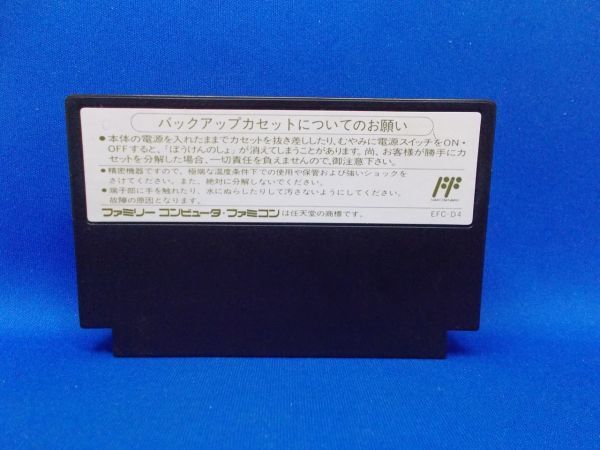 バックアップカセットについてのお願い
●本体の電源を入れたままでカセットを抜き差ししたり、むやみに電源スイッチをON・
OFFすると、「ぼうけんのしょ」が消えてしまうことがあります。尚、お客様が勝手にカ
セットを分解した場合、一切責任を負えませんので、御注意下さい。
●精密機器ですので、極端な温度条件下での使用や保管および強いショックを
さけてください。また、絶対に分解しないでください。
●端子部に手を触れたり、水にぬらしたりして汚さないようにしてください。
故障の原因となります。
ファミリーコンピュータ・ファミコンは任天堂の商標です。
EFC-D4